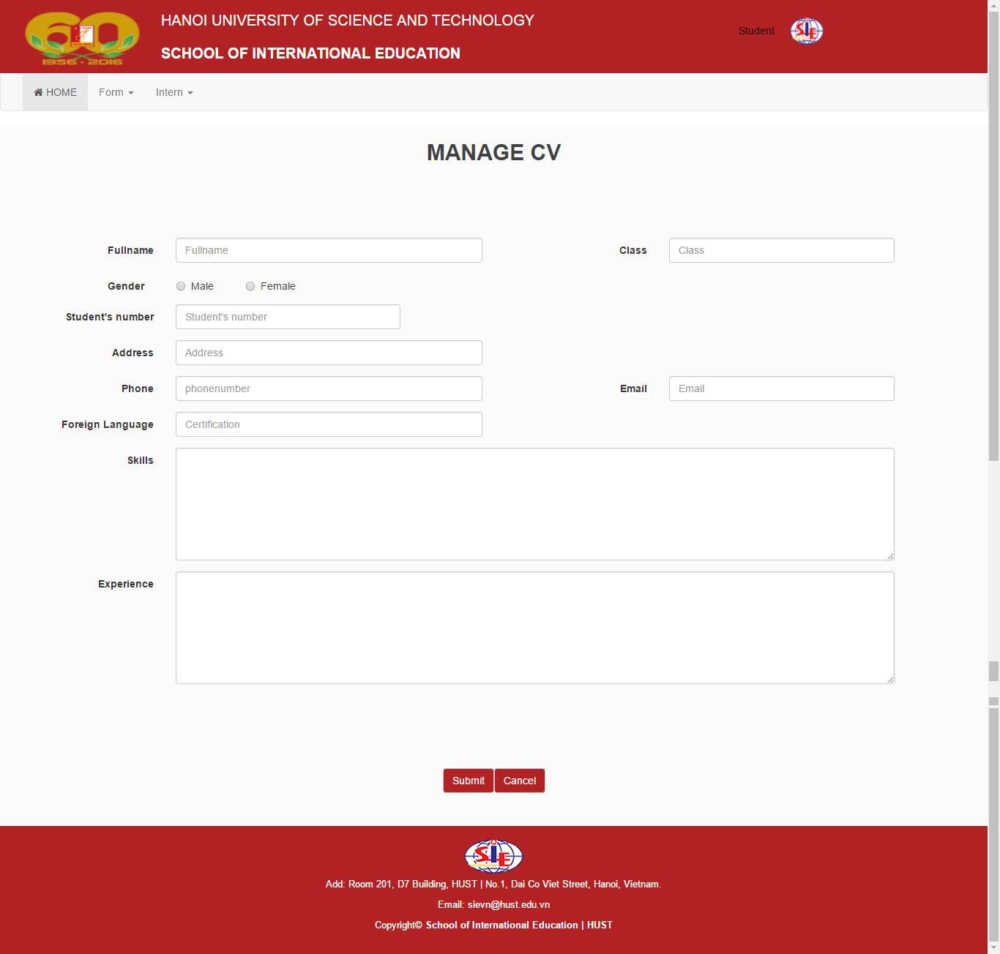 HANOI UNIVERSITY OF SCIENCE AND TECHNOLOGY
SCHOOL OF INTERNATIONAL EDUCATION
60
1956 - 2016
Student
SIE
HOME Form Intern
MANAGE CV
Fullname Fullname Class Class
Gender Male Female
Student's number Student's number
Address Address
Phone phonenumber Email Email
Foreign Language Certification
Skills
Experience
Submit Cancel
SIE
Add: Room 201, D7 Building, HUST | No.1, Dai Co Viet Street, Hanoi, Vietnam.
Email: sievn@hust.edu.vn
Copyright© School of International Education | HUST